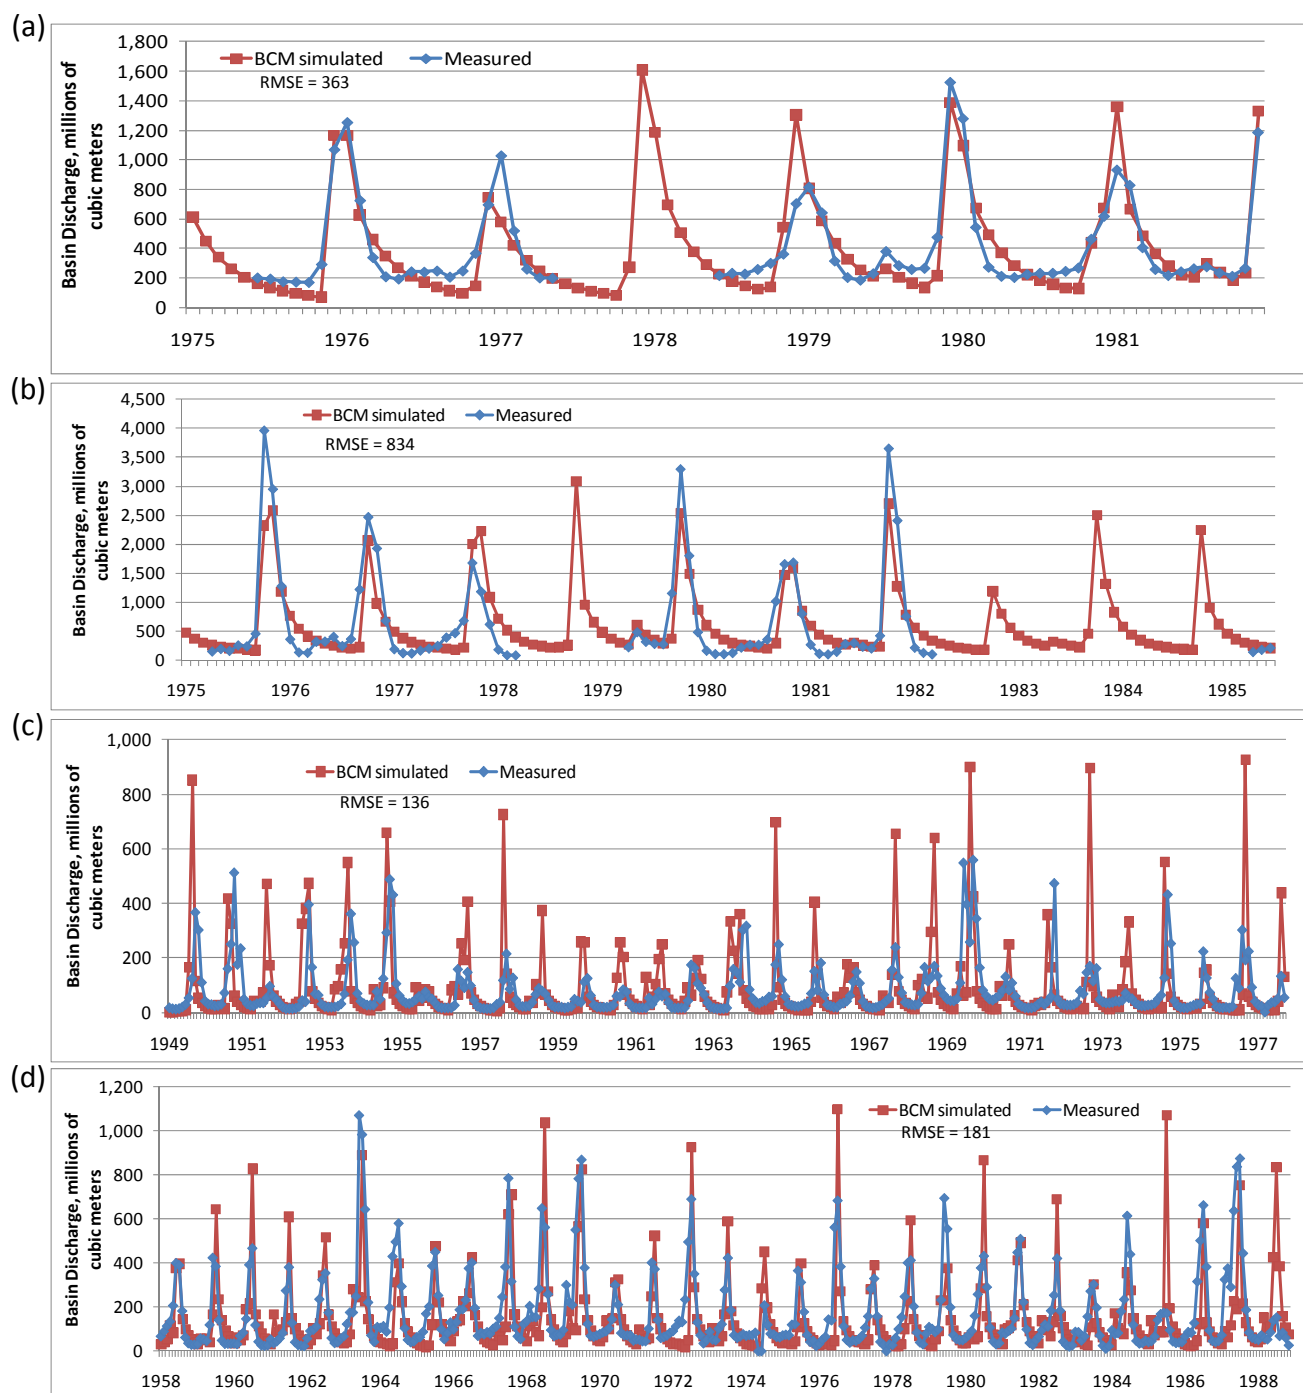 (a)
1,800
1,600
1,400
1,200
1,000
800
600
400
200
0
Basin Discharge, millions of
cubic meters
BCM simulated
Measured
RMSE = 363
1975 1976 1977 1978 1979 1980 1981
(b)
4,500
4,000
3,500
3,000
2,500
2,000
1,500
1,000
500
0
Basin Discharge, millions of
cubic meters
BCM simulated
Measured
RMSE = 834
1975 1976 1977 1978 1979 1980 1981 1982 1983 1984 1985
(c)
1,000
800
600
400
200
0
Basin Discharge, millions of
cubic meters
BCM simulated
Measured
RMSE = 136
1949 1951 1953 1955 1957 1959 1961 1963 1965 1967 1969 1971 1973 1975 1977
(d)
1,200
1,000
800
600
400
200
0
Basin Discharge, millions of
cubic meters
BCM simulated
Measured
RMSE = 181
1958 1960 1962 1964 1966 1968 1970 1972 1974 1976 1978 1980 1982 1984 1986 1988